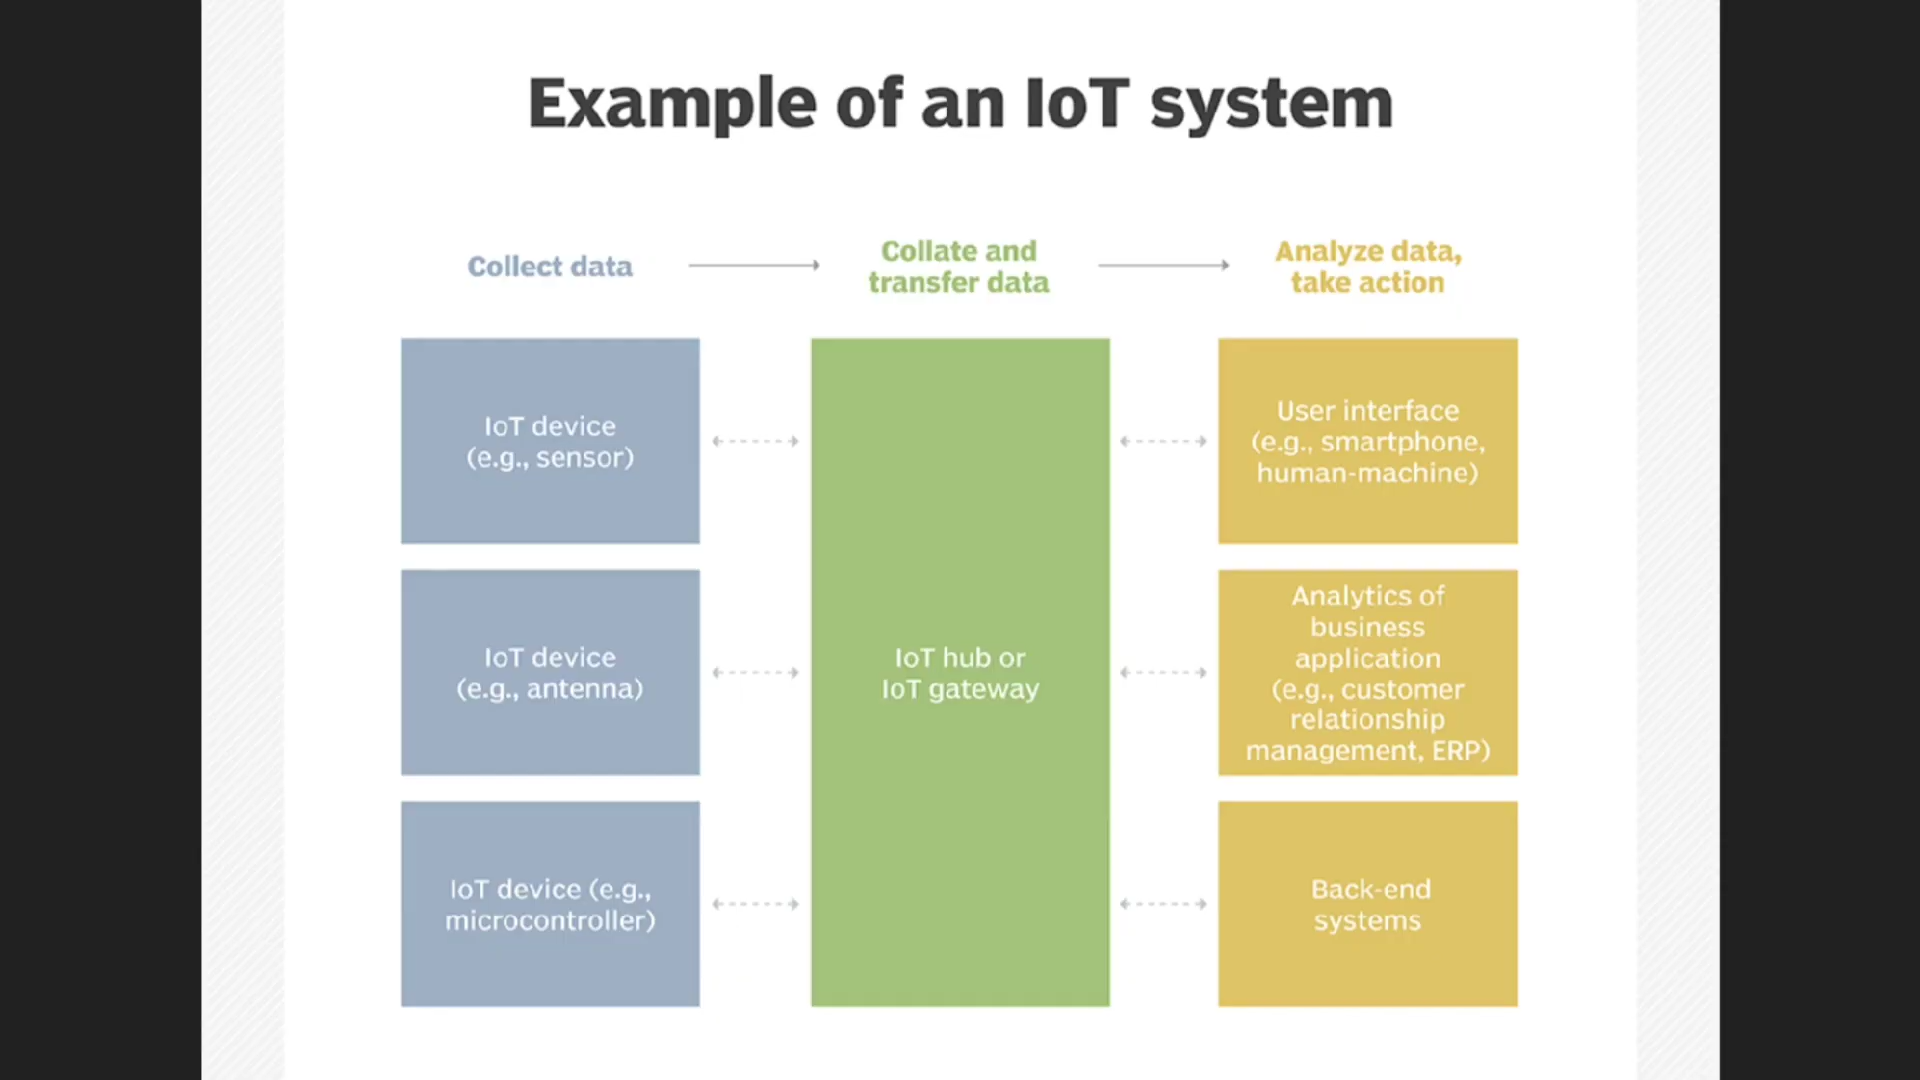 Example of an IoT system
Collect data
Collate and
transfer data
Analyze data,
take action
IoT device
(e.g., sensor)
IoT device
(e.g., antenna)
IoT device (e.g.,
microcontroller)
IoT hub or
IoT gateway
User interface
(e.g., smartphone,
human-machine)
Analytics of
business
application
(e.g., customer
relationship
management, ERP)
Back-end
systems